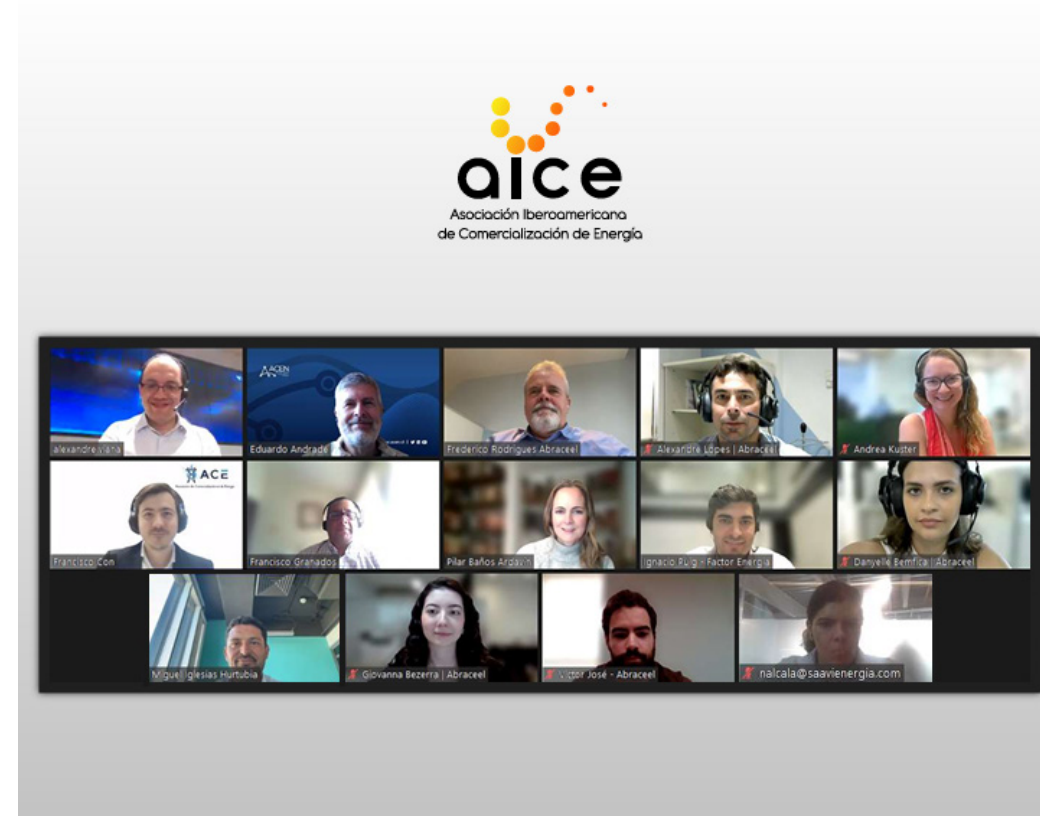 aice
Asociación Iberoamericana
de Comercialización de Energía
alexandre viana
ACEN
Eduardo Andrade
Frederico Rodrigues Abraceel
Alexandre Lopes | Abraceel
Andrea Kuster
ACE
Francisco Con
Francisco Granados
Pilar Baños Ardavín
Ignacio Puig - Factor Energia
Danyelle Bemfica | Abraceel
Miguel Iglesias Hurtubia
Giovanna Bezerra | Abraceel
Victor José - Abraceel
nalcala@saavienergia.com